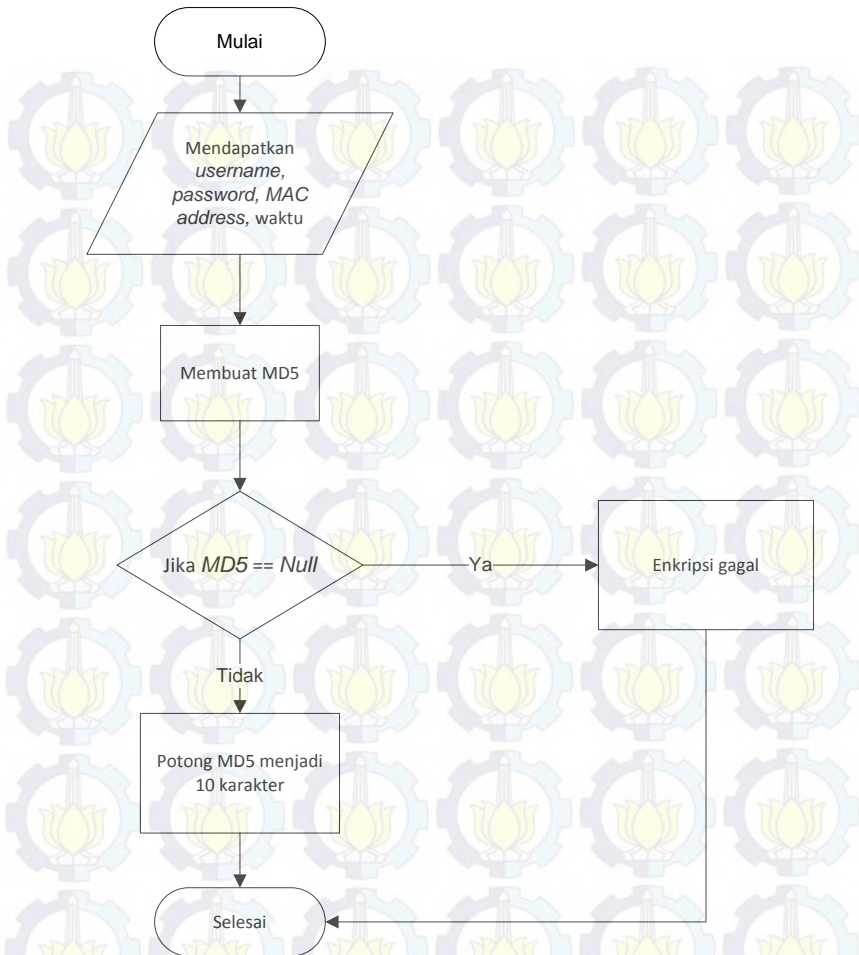 Mulai
Mendapatkan
username,
password, MAC
address, waktu
Membuat MD5
Jika MD5 == Null
Ya
Enkripsi gagal
Tidak
Potong MD5 menjadi
10 karakter
Selesai